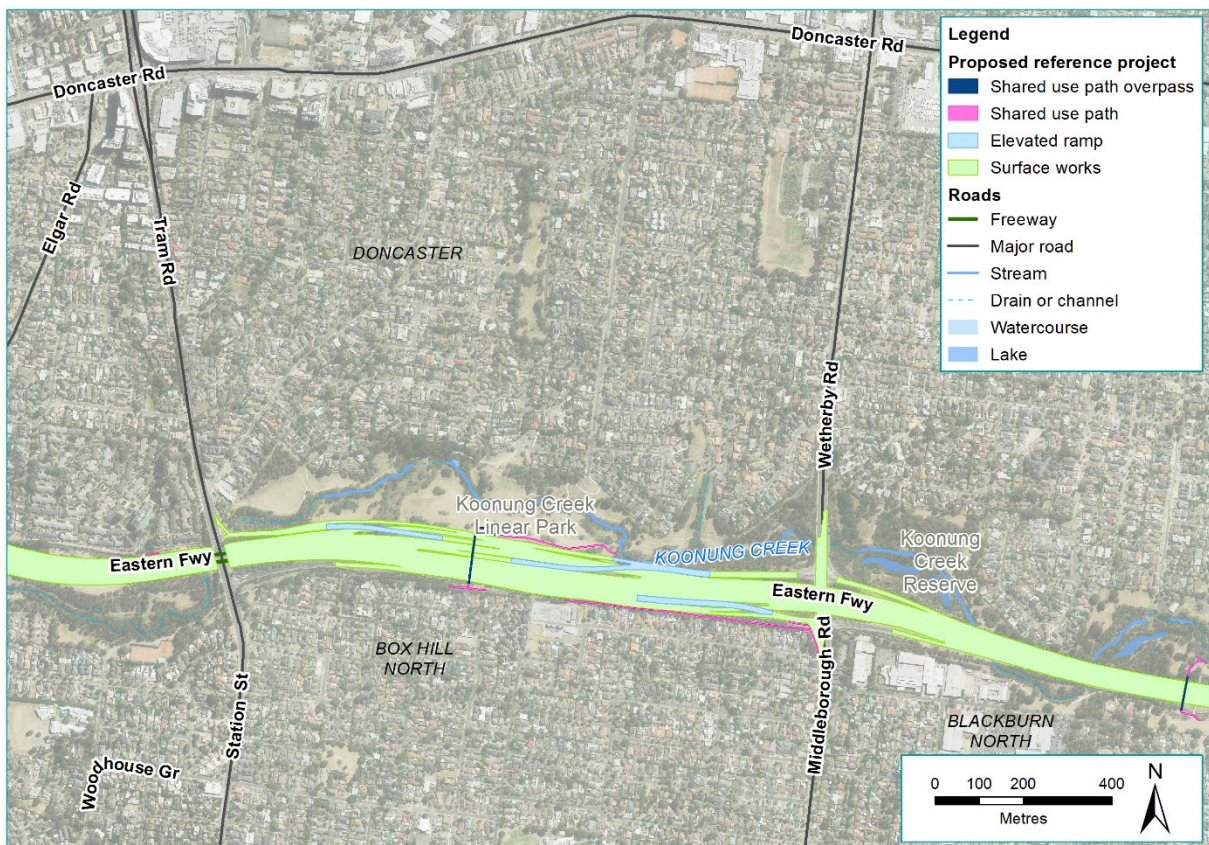 Doncaster Rd
Doncaster Rd
Elgar Rd
Tram Rd
DONCASTER
Wetherby Rd
Koonung Creek
Linear Park
KOONUNG CREEK
Koonung
Creek
Reserve
Eastern Fwy
Eastern Fwy
BOX HILL
NORTH
Station St
Middleborough Rd
BLACKBURN
NORTH
Woodhouse Gr
Legend
Proposed reference project
Shared use path overpass
Shared use path
Elevated ramp
Surface works
Roads
Freeway
Major road
Stream
Drain or channel
Watercourse
Lake
0 100 200 400
Metres
N